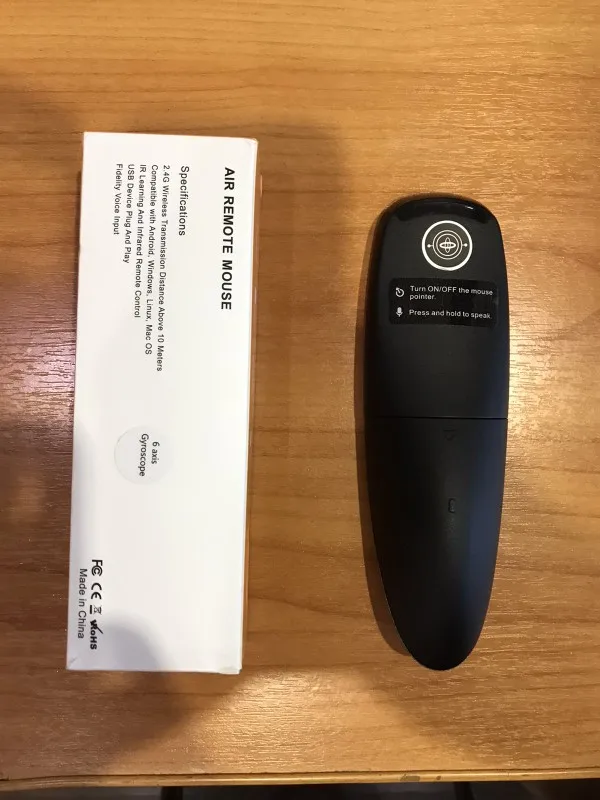 AIR REMOTE MOUSE
Specifications
2.4G Wireless Transmission Distance Above 10 Meters
Compatible with Android, Windows, Linux, Mac OS
IR Learning And Infrared Remote Control
USB Device Plug And Play
Fidelity Voice Input
6 axis
Gyroscope
FC CE RoHS
Made in China
Turn ON/OFF the mouse
pointer.
Press and hold to speak.